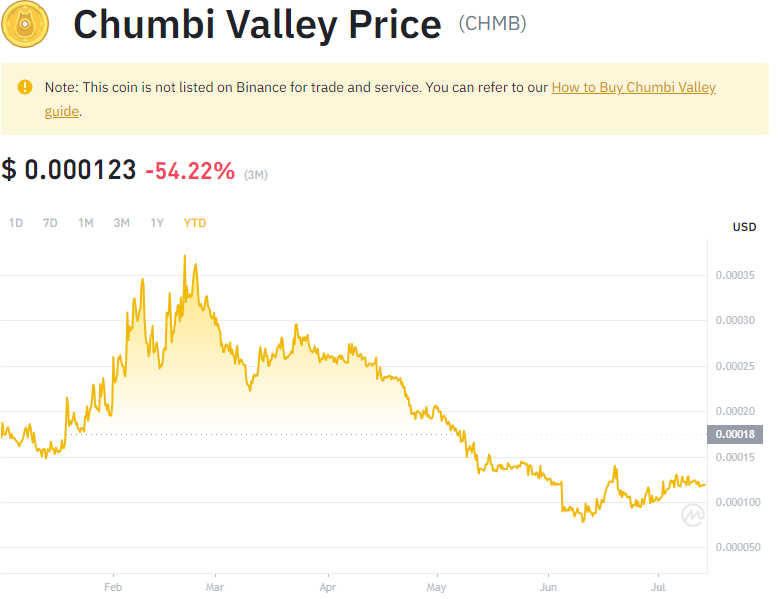 Chumbi Valley Price (CHMB)
Note: This coin is not listed on Binance for trade and service. You can refer to our How to Buy Chumbi Valley
guide.
$ 0.000123 -54.22% (3M)
1D 7D 1M 3M 1Y YTD
USD
0.00035
0.00030
0.00025
0.00020
0.00018
0.00015
0.000100
0.000050
Feb Mar Apr May Jun Jul